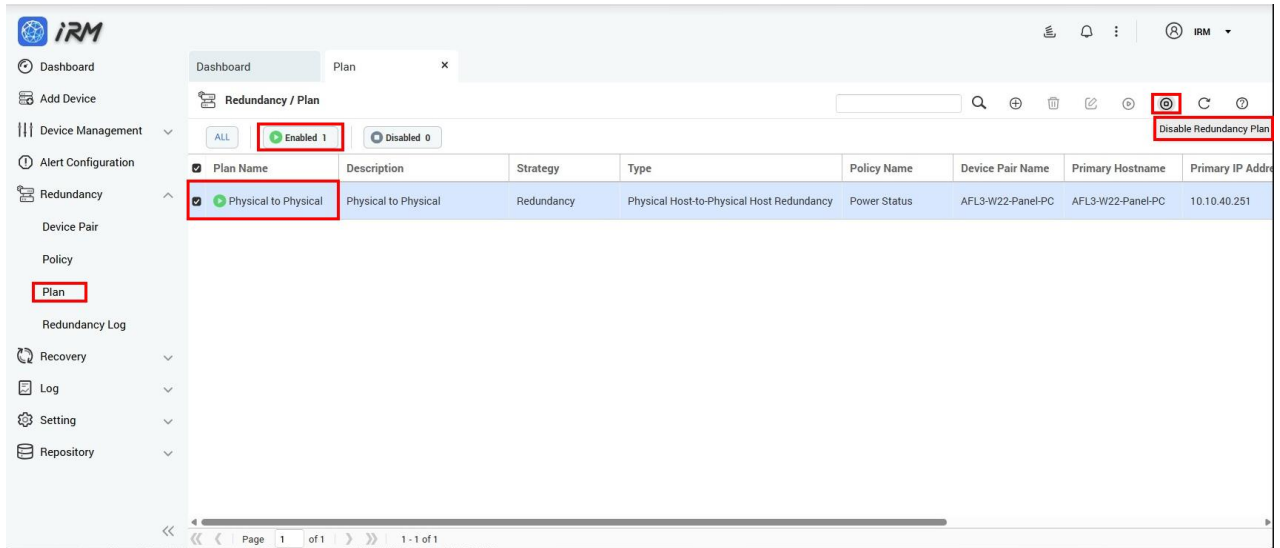 iRM
IRM
Dashboard
Add Device
Device Management
Alert Configuration
Redundancy
Device Pair
Policy
Plan
Redundancy Log
Recovery
Log
Setting
Repository
Dashboard Plan
Redundancy / Plan
Disable Redundancy Plan
ALL Enabled 1 Disabled 0
Plan Name Description Strategy Type Policy Name Device Pair Name Primary Hostname Primary IP Addre
Physical to Physical Physical to Physical Redundancy Physical Host-to-Physical Host Redundancy Power Status AFL3-W22-Panel-PC AFL3-W22-Panel-PC 10.10.40.251
Page 1 of 1 1 - 1 of 1